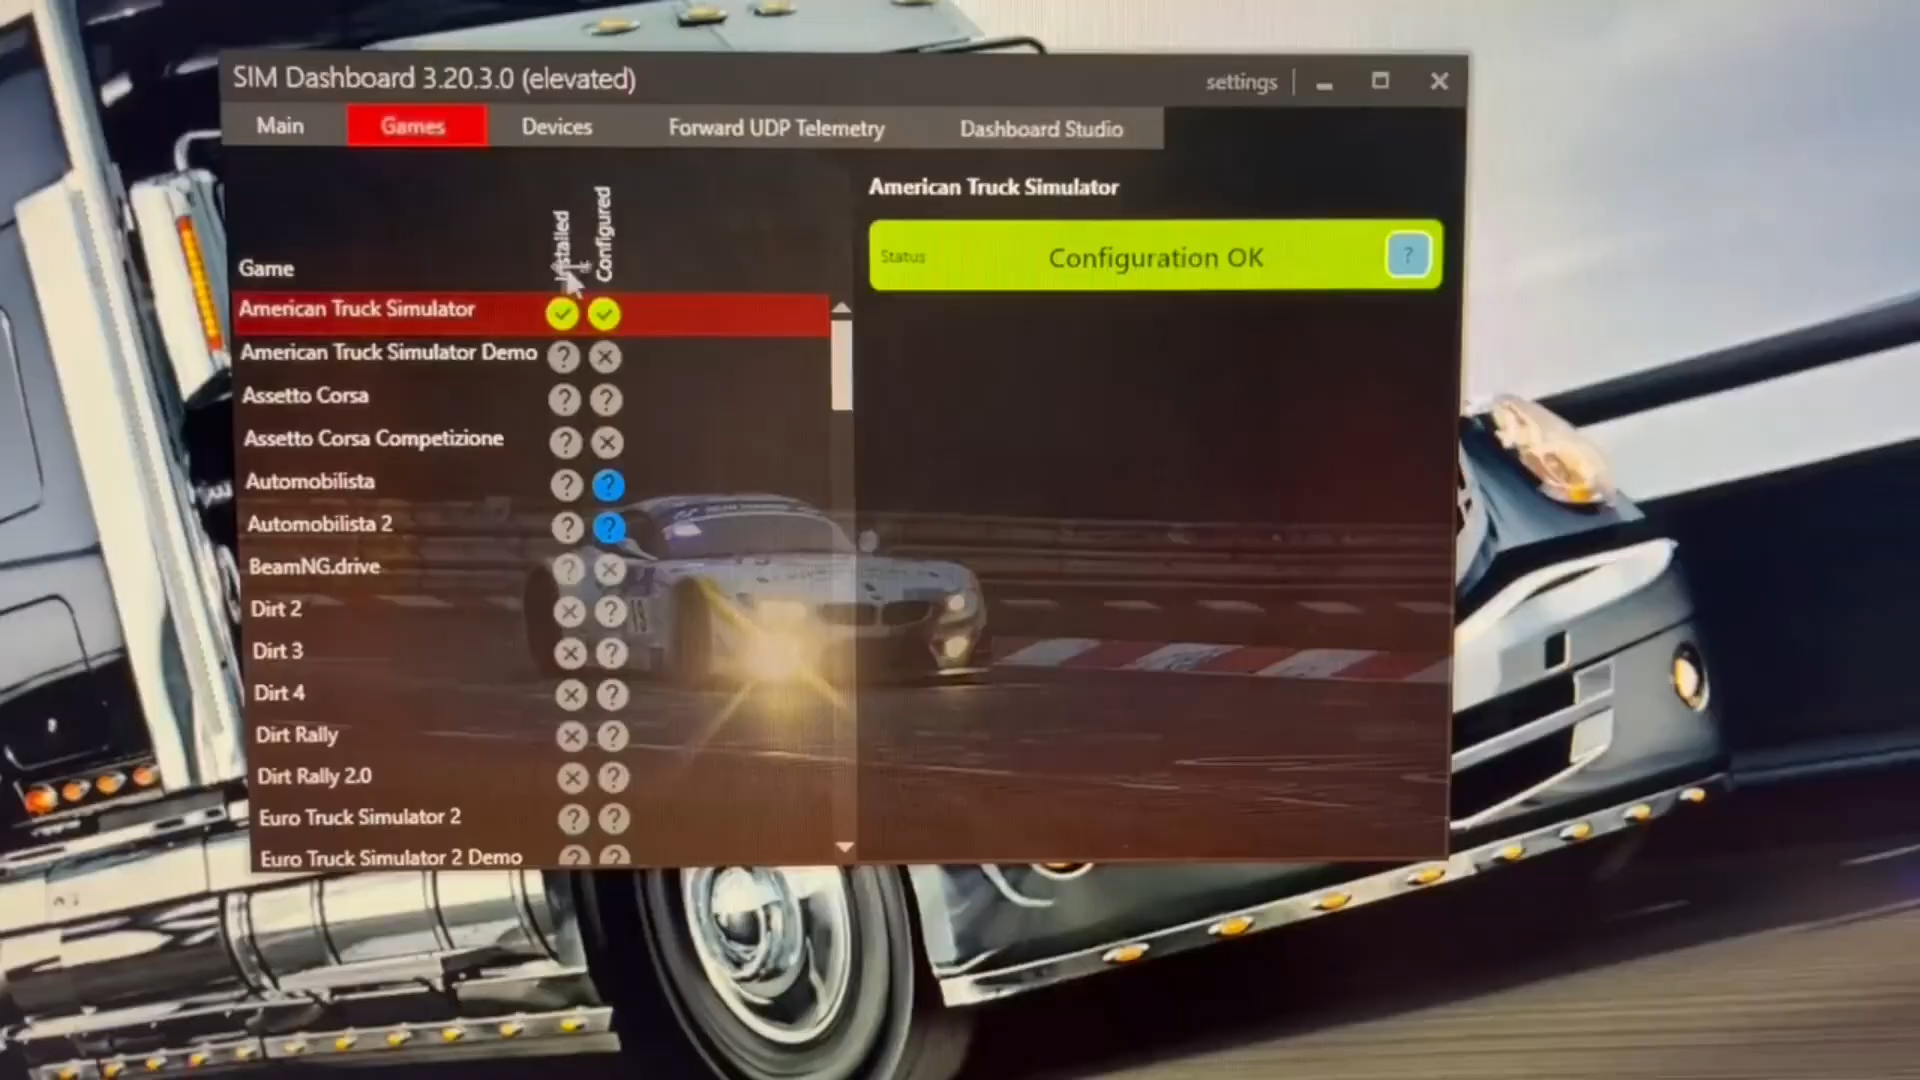 SIM Dashboard 3.20.3.0 (elevated)
settings
Main
Games
Devices
Forward UDP Telemetry
Dashboard Studio
American Truck Simulator
Status
Configuration OK
?
Game
Installed
Configured
American Truck Simulator
American Truck Simulator Demo
Assetto Corsa
Assetto Corsa Competizione
Automobilista
Automobilista 2
BeamNG.drive
Dirt 2
Dirt 3
Dirt 4
Dirt Rally
Dirt Rally 2.0
Euro Truck Simulator 2
Euro Truck Simulator 2 Demo